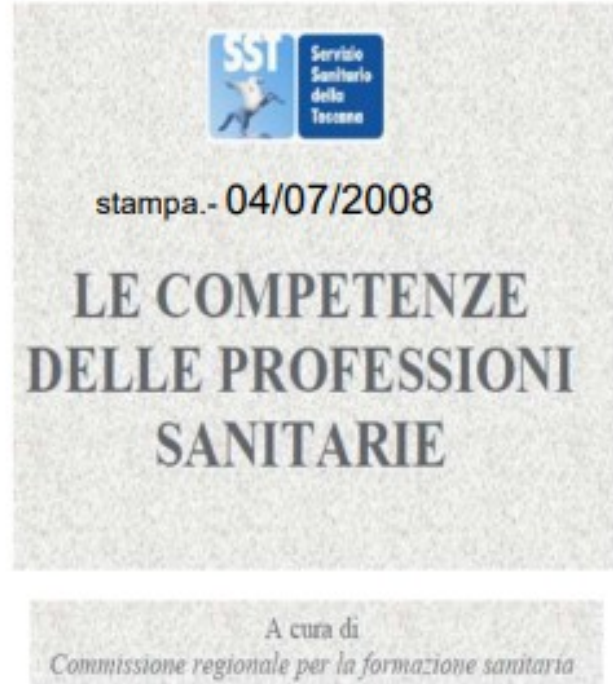 SST
Servizio
Sanitario
della
Toscana
stampa.- 04/07/2008
LE COMPETENZE
DELLE PROFESSIONI
SANITARIE
A cura di
Commissione regionale per la formazione sanitaria